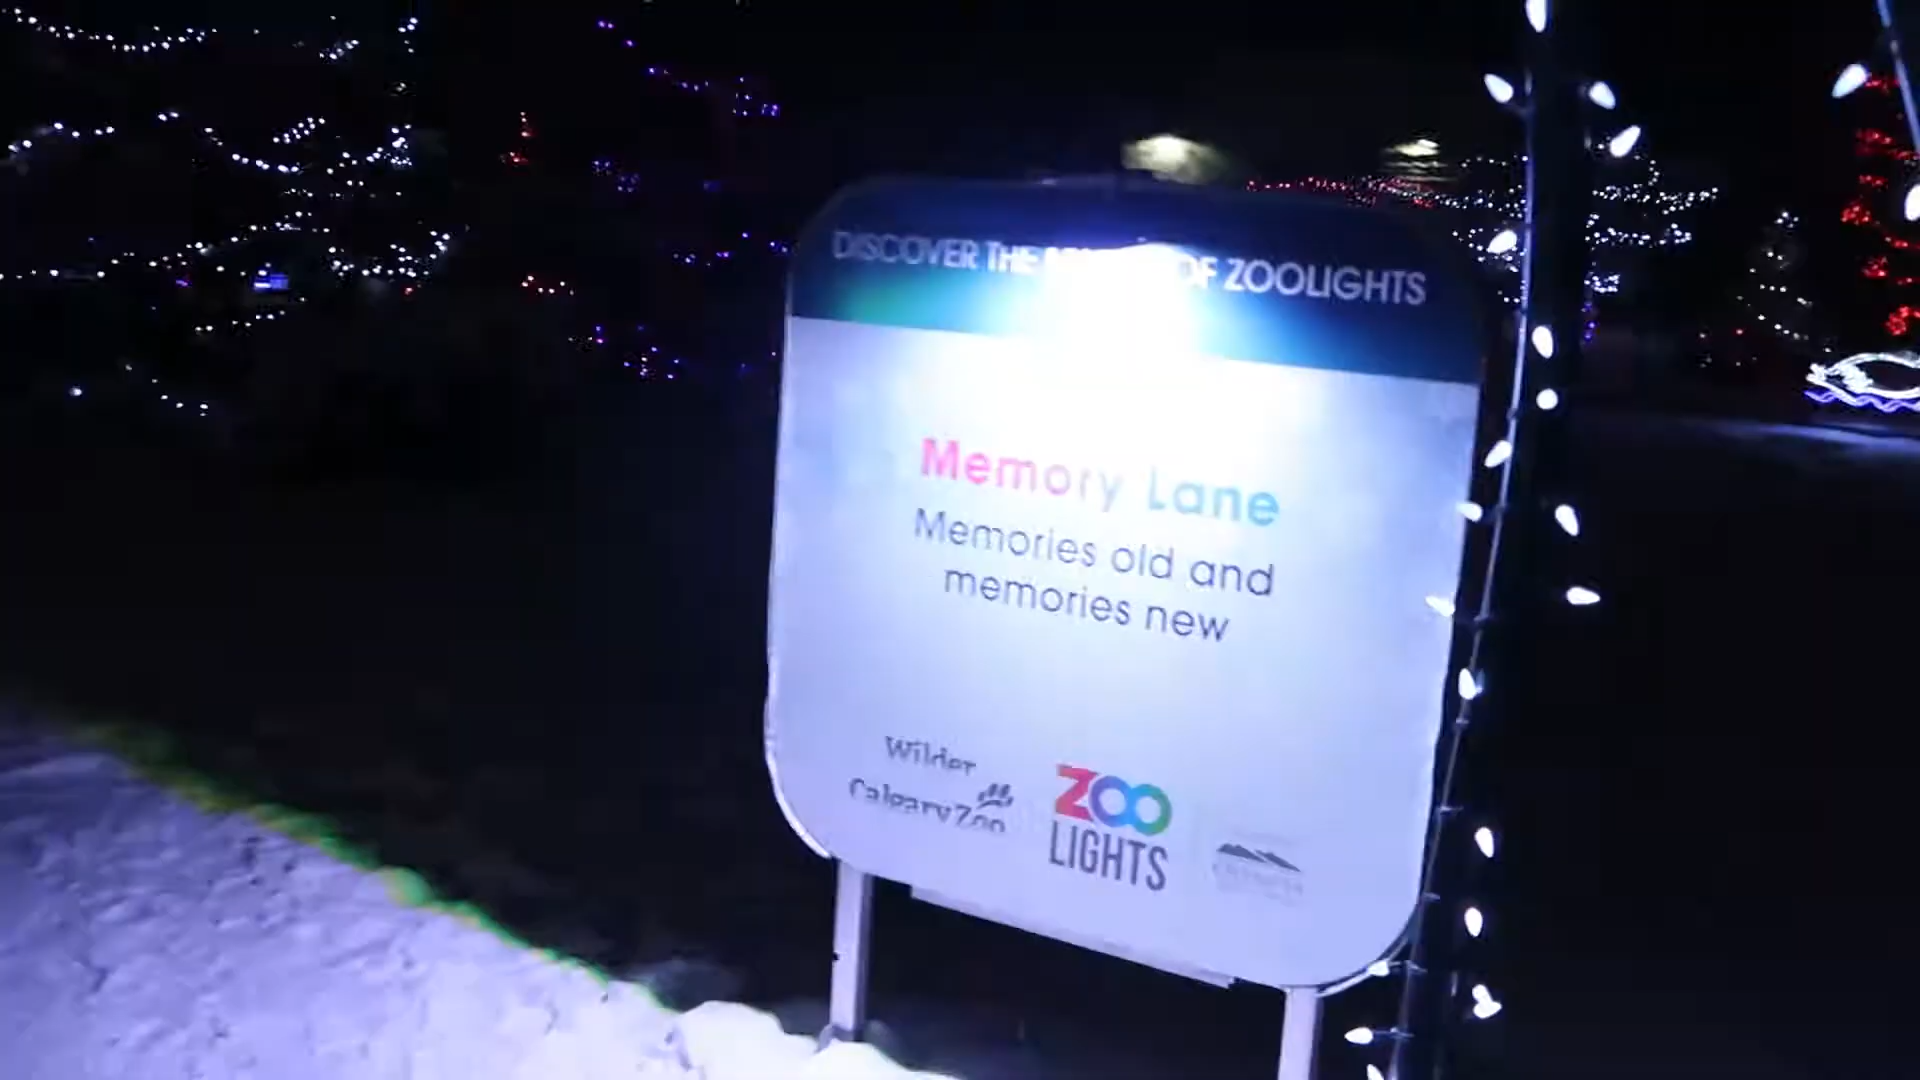 DISCOVER THE OF ZOOLIGHTS
Memory Lane
Memories old and
memories new
Wilder
Calgary Zoo
ZOO
LIGHTS